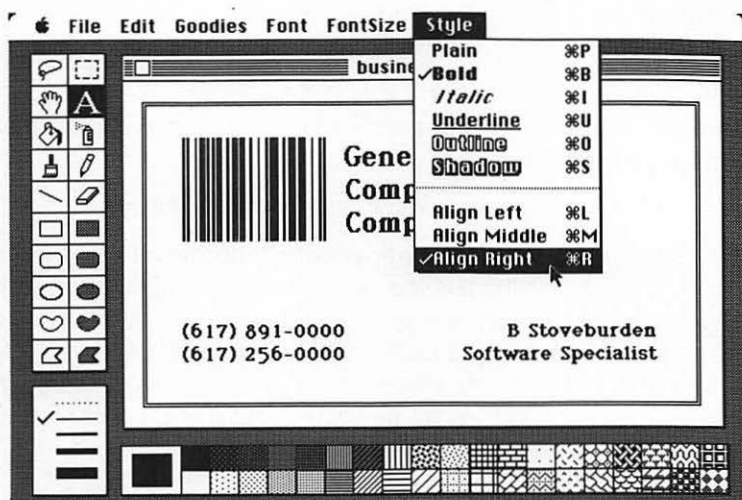 File Edit Goodies Font FontSize Style
busine
Plain ⌘P
✓Bold ⌘B
Italic ⌘I
Underline ⌘U
Outline ⌘O
Shadow ⌘S
Align Left ⌘L
Align Middle ⌘M
✓Align Right ⌘R
A
Gene
Comp
Comp
(617) 891-0000
(617) 256-0000
B Stoveburden
Software Specialist